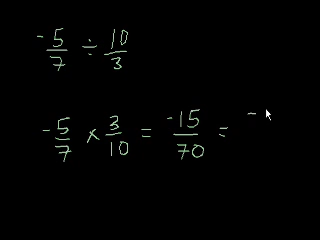 -5/7 ÷ 10/3
-5/7 × 3/10 = -15/70 = -